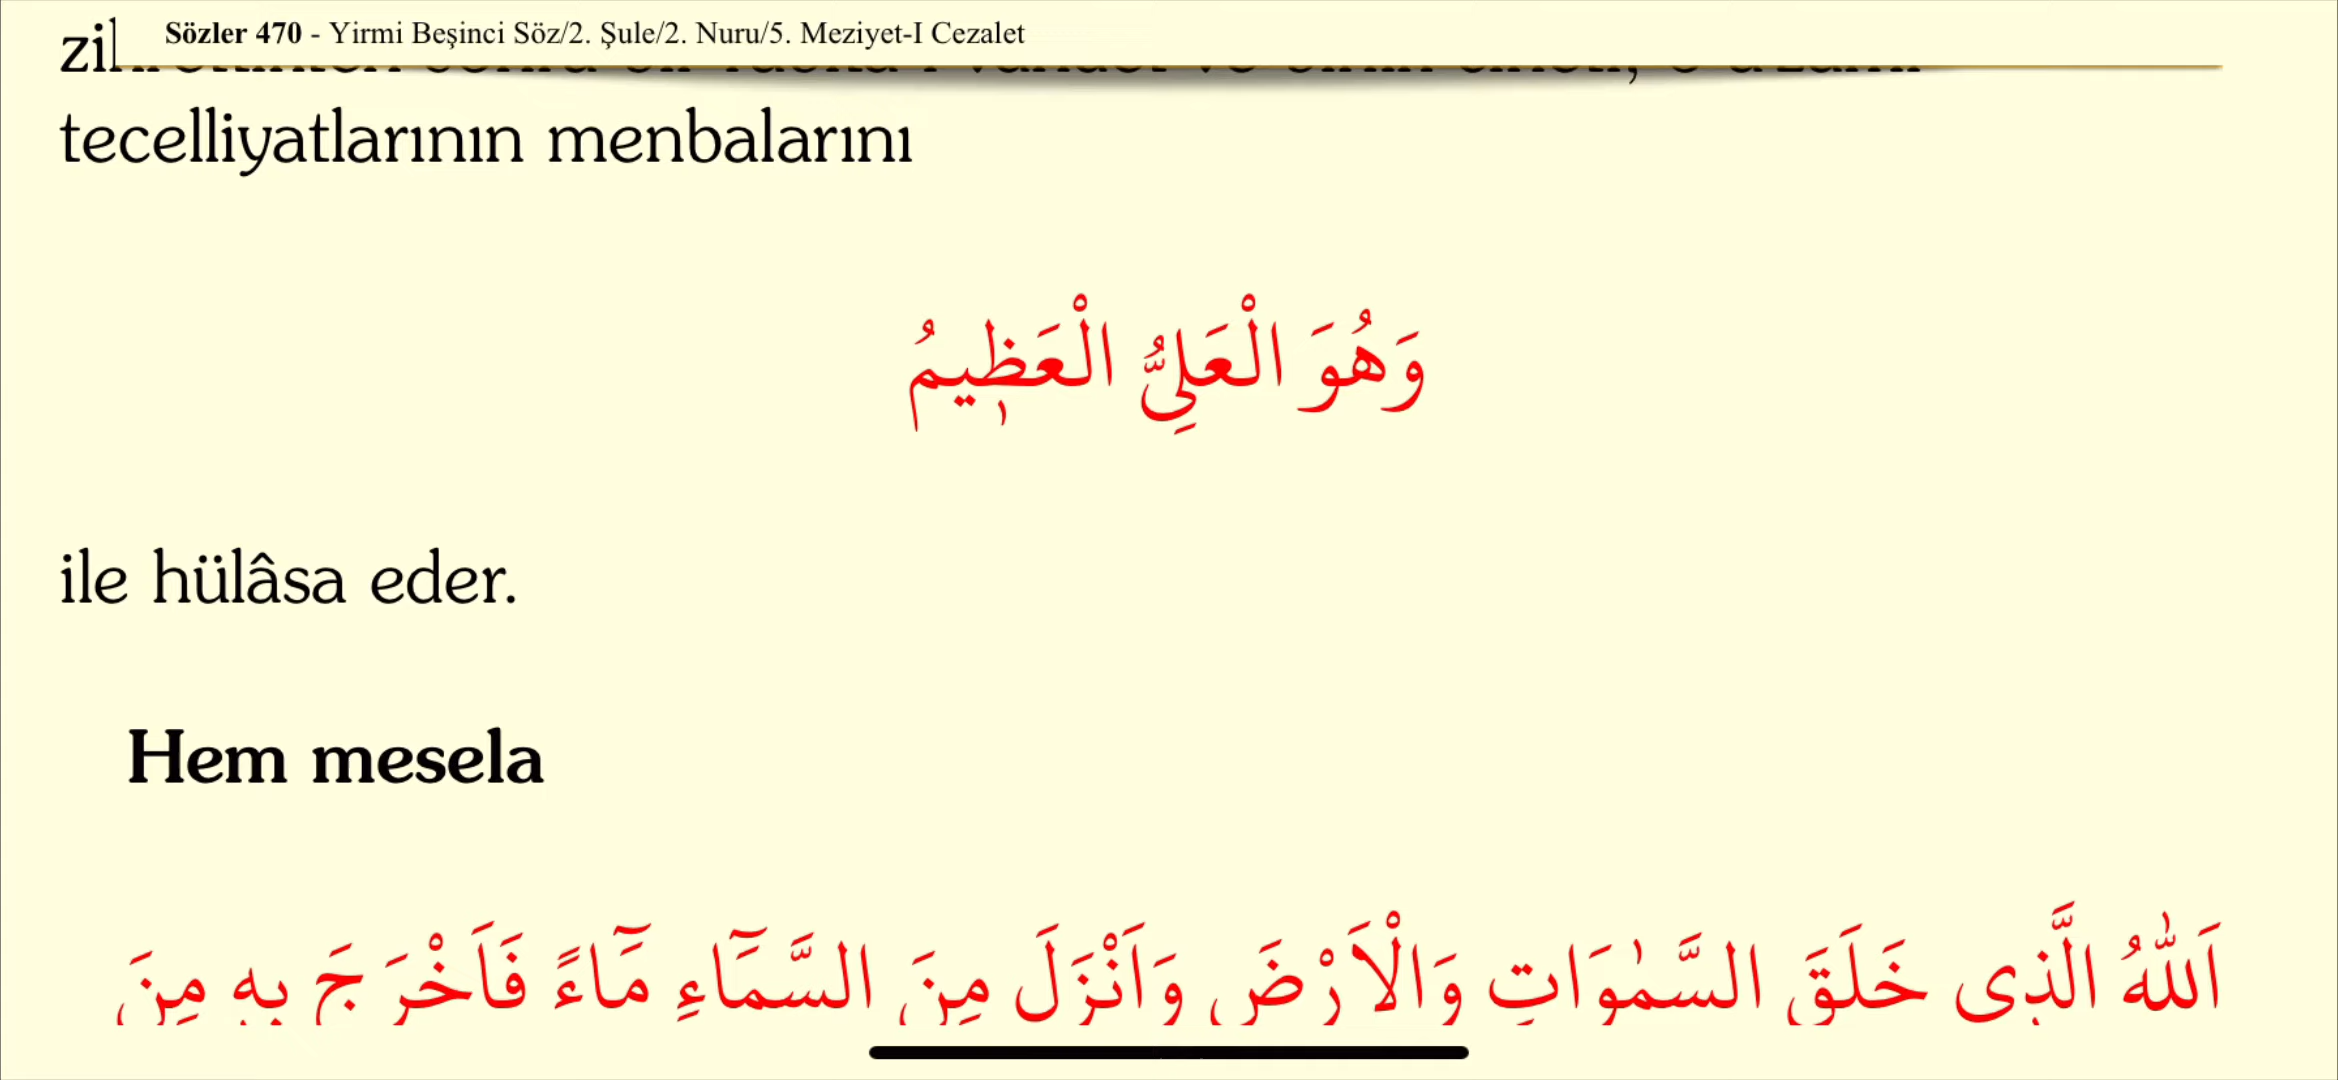 Sözler 470 - Yirmi Beşinci Söz/2. Şule/2. Nuru/5. Meziyet-I Cezalet
tecelliyatlarının menbalarını
وَهُوَ الْعَلِىُّ الْعَظ۪يمُ
ile hülâsa eder.
Hem mesela
اَللّٰهُ الَّذ۪ى خَلَقَ السَّمٰوَاتِ وَالْاَرْضَ وَاَنْزَلَ مِنَ السَّمَٓاءِ مَٓاءً فَاَخْرَجَ بِه۪ مِنَ